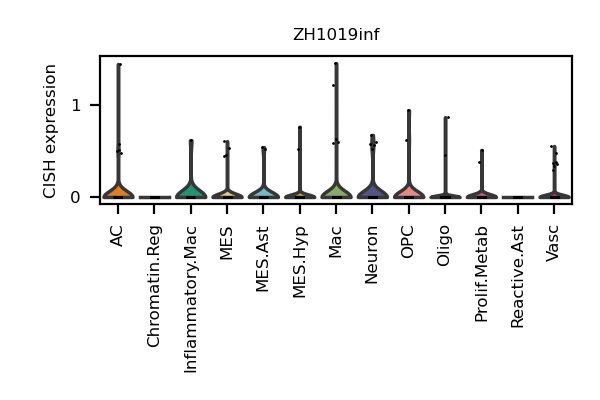 ZH1019inf
CISH expression
1
0
AC
Chromatin.Reg
Inflammatory.Mac
MES
MES.Ast
MES.Hyp
Mac
Neuron
OPC
Oligo
Prolif.Metab
Reactive.Ast
Vasc